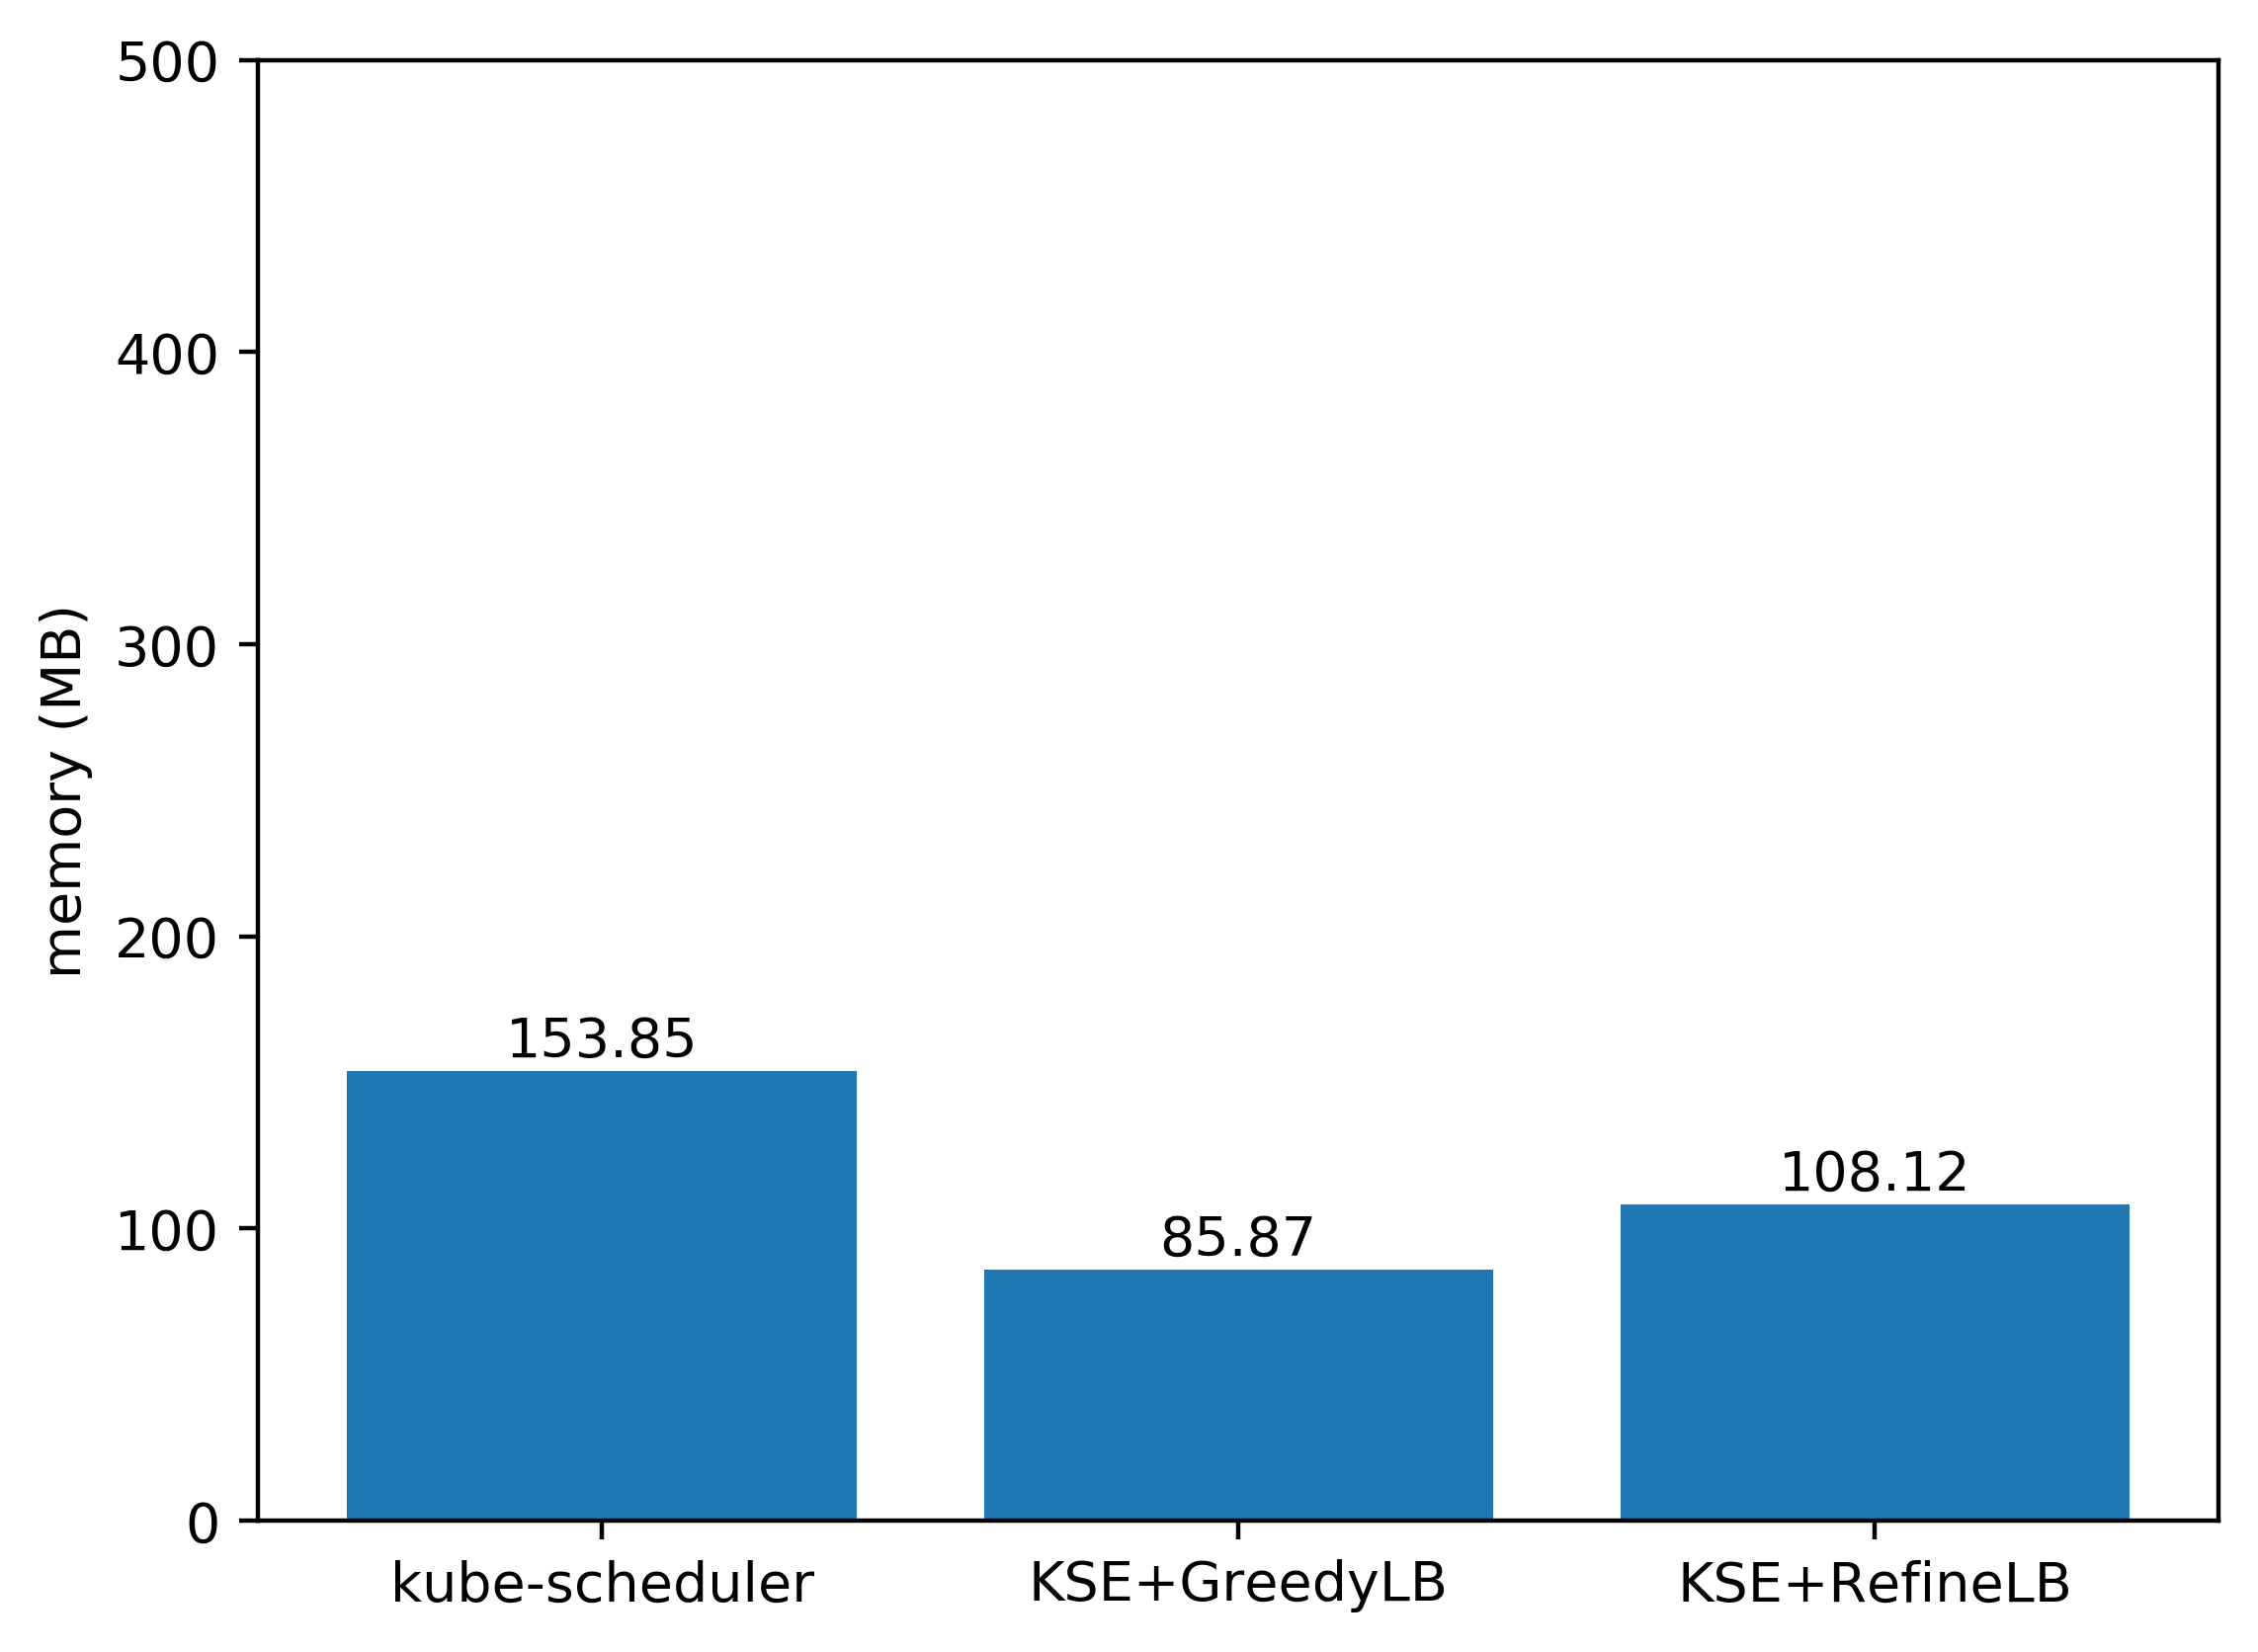 500
400
300
200
100
0
memory (MB)
153.85
85.87
108.12
kube-scheduler
KSE+GreedyLB
KSE+RefineLB